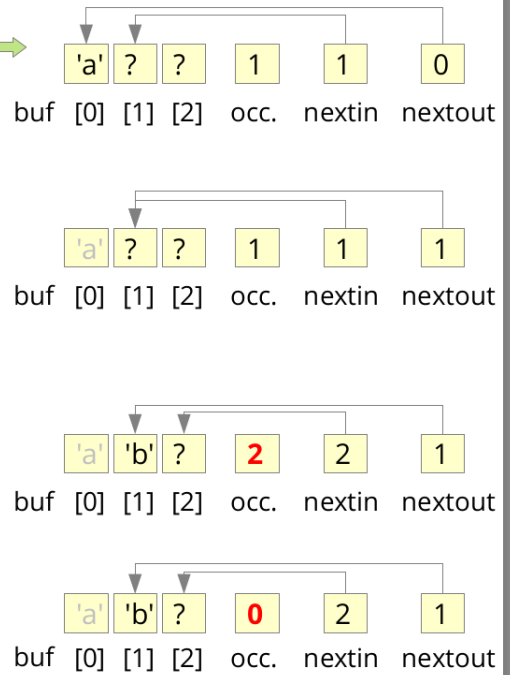 'a' ? ? 1 1 0
buf [0] [1] [2] occ. nextin nextout
'a' ? ? 1 1 1
buf [0] [1] [2] occ. nextin nextout
'a' 'b' ? 2 2 1
buf [0] [1] [2] occ. nextin nextout
'a' 'b' ? 0 2 1
buf [0] [1] [2] occ. nextin nextout